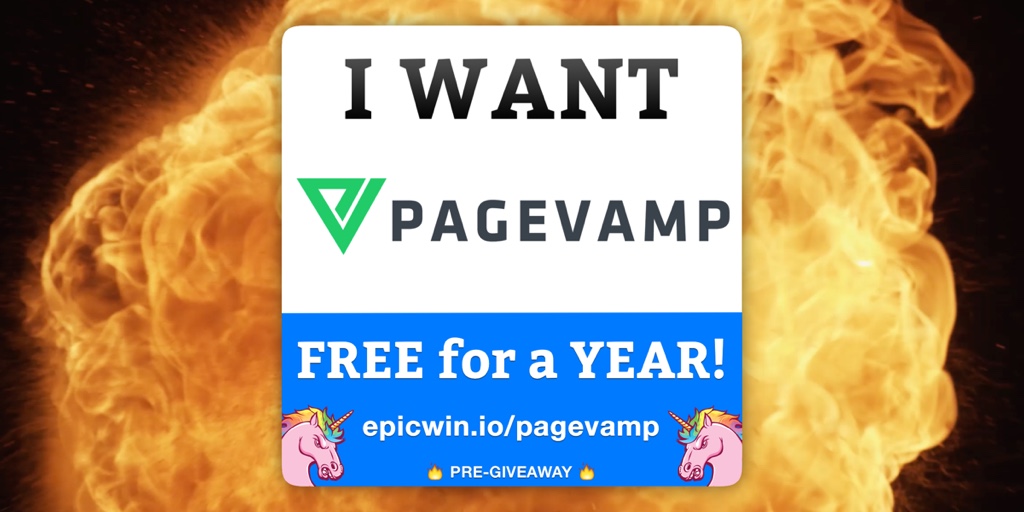 I WANT
PAGEVAMP
FREE for a YEAR!
epicwin.io/pagevamp
🔥 PRE-GIVEAWAY 🔥